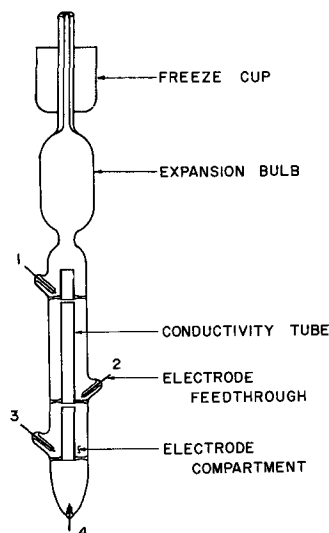 FREEZE CUP
EXPANSION BULB
1
CONDUCTIVITY TUBE
2
ELECTRODE
FEEDTHROUGH
3
ELECTRODE
COMPARTMENT
4